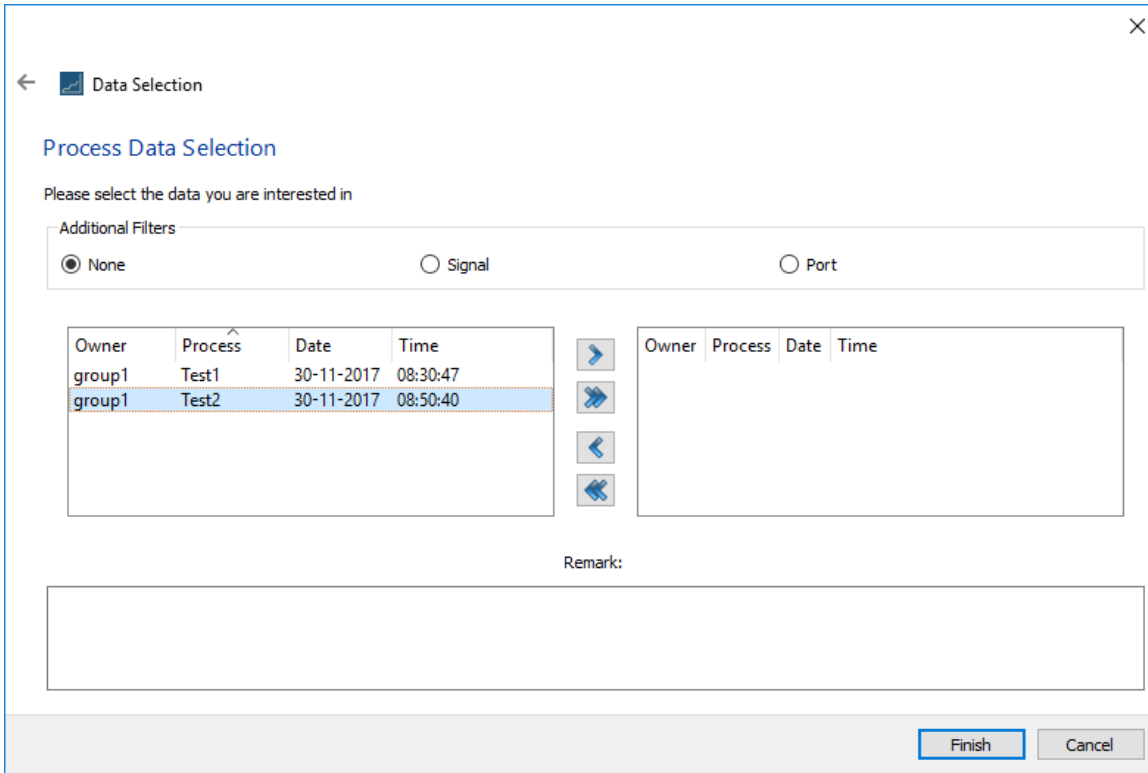 Data Selection
Process Data Selection
Please select the data you are interested in
Additional Filters
None Signal Port
Owner Process Date Time
group1 Test1 30-11-2017 08:30:47
group1 Test2 30-11-2017 08:50:40
Owner Process Date Time
Remark:
Finish Cancel